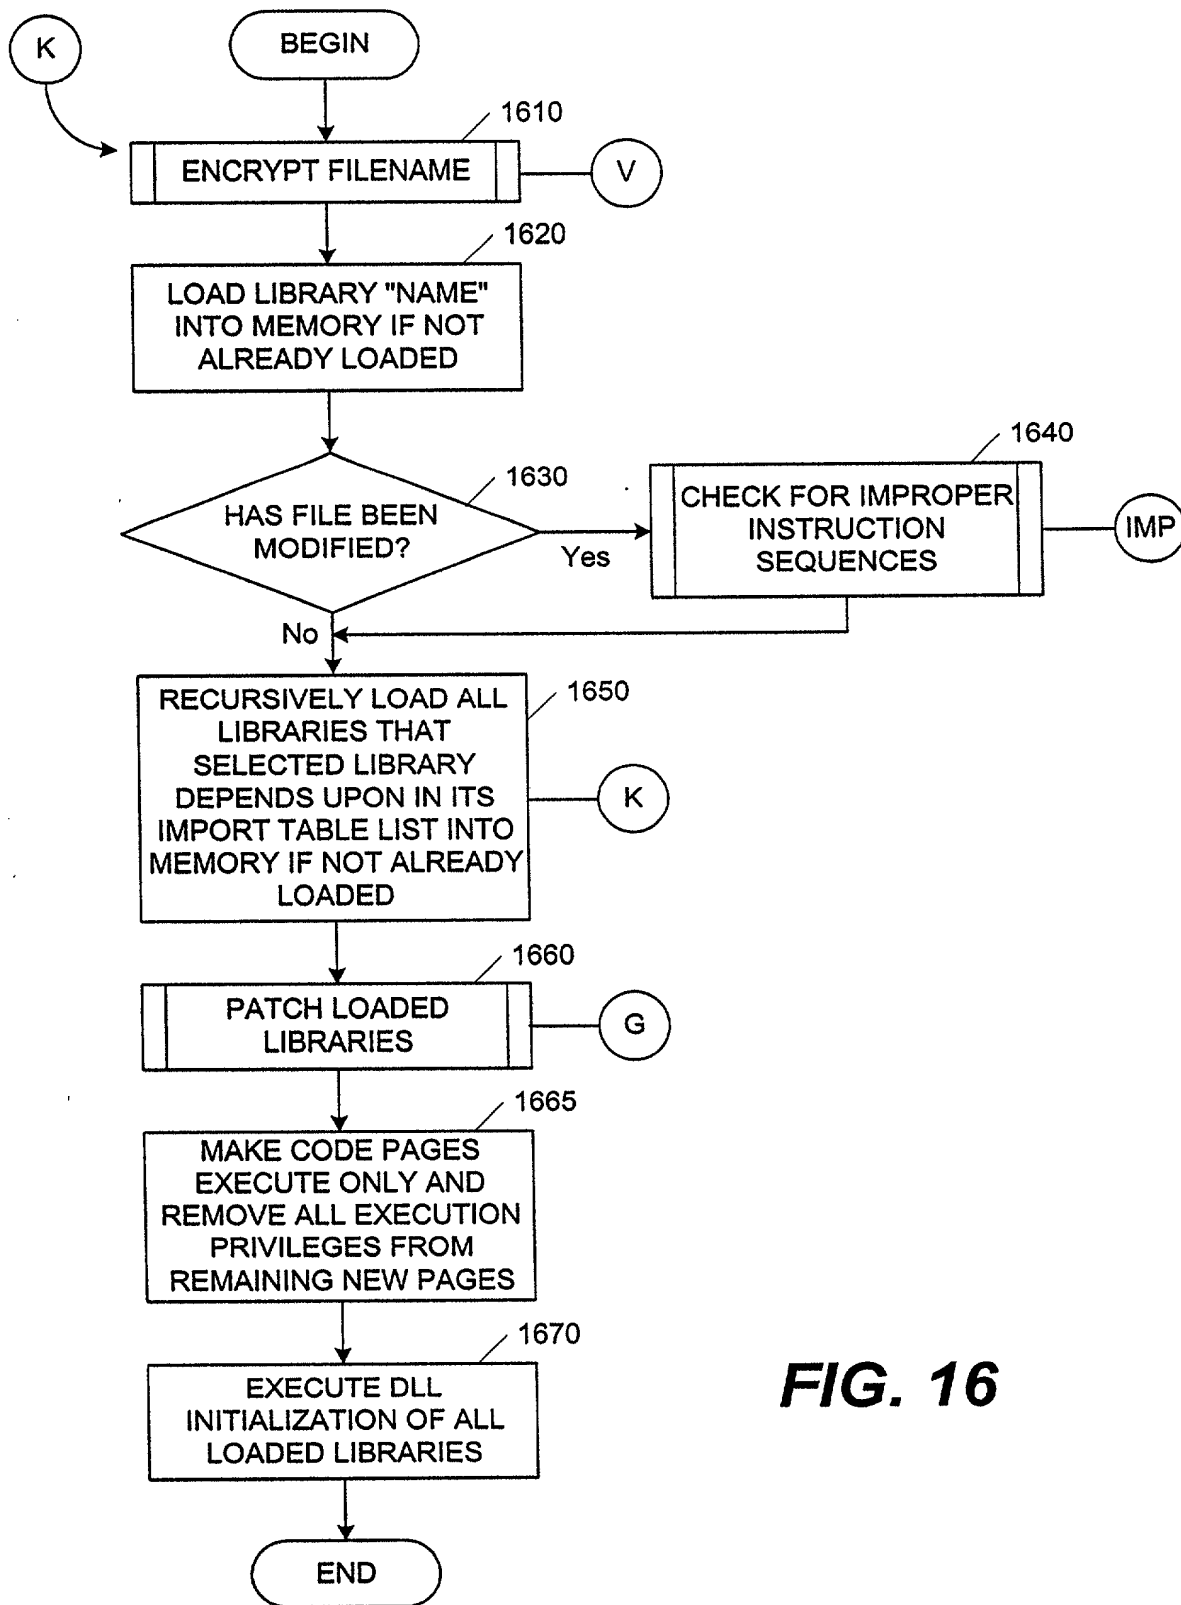 K
BEGIN
1610
ENCRYPT FILENAME
V
1620
LOAD LIBRARY "NAME"
INTO MEMORY IF NOT
ALREADY LOADED
1630
HAS FILE BEEN
MODIFIED?
Yes
1640
CHECK FOR IMPROPER
INSTRUCTION
SEQUENCES
IMP
No
1650
RECURSIVELY LOAD ALL
LIBRARIES THAT
SELECTED LIBRARY
DEPENDS UPON IN ITS
IMPORT TABLE LIST INTO
MEMORY IF NOT ALREADY
LOADED
K
1660
PATCH LOADED
LIBRARIES
G
1665
MAKE CODE PAGES
EXECUTE ONLY AND
REMOVE ALL EXECUTION
PRIVILEGES FROM
REMAINING NEW PAGES
1670
EXECUTE DLL
INITIALIZATION OF ALL
LOADED LIBRARIES
FIG. 16
END